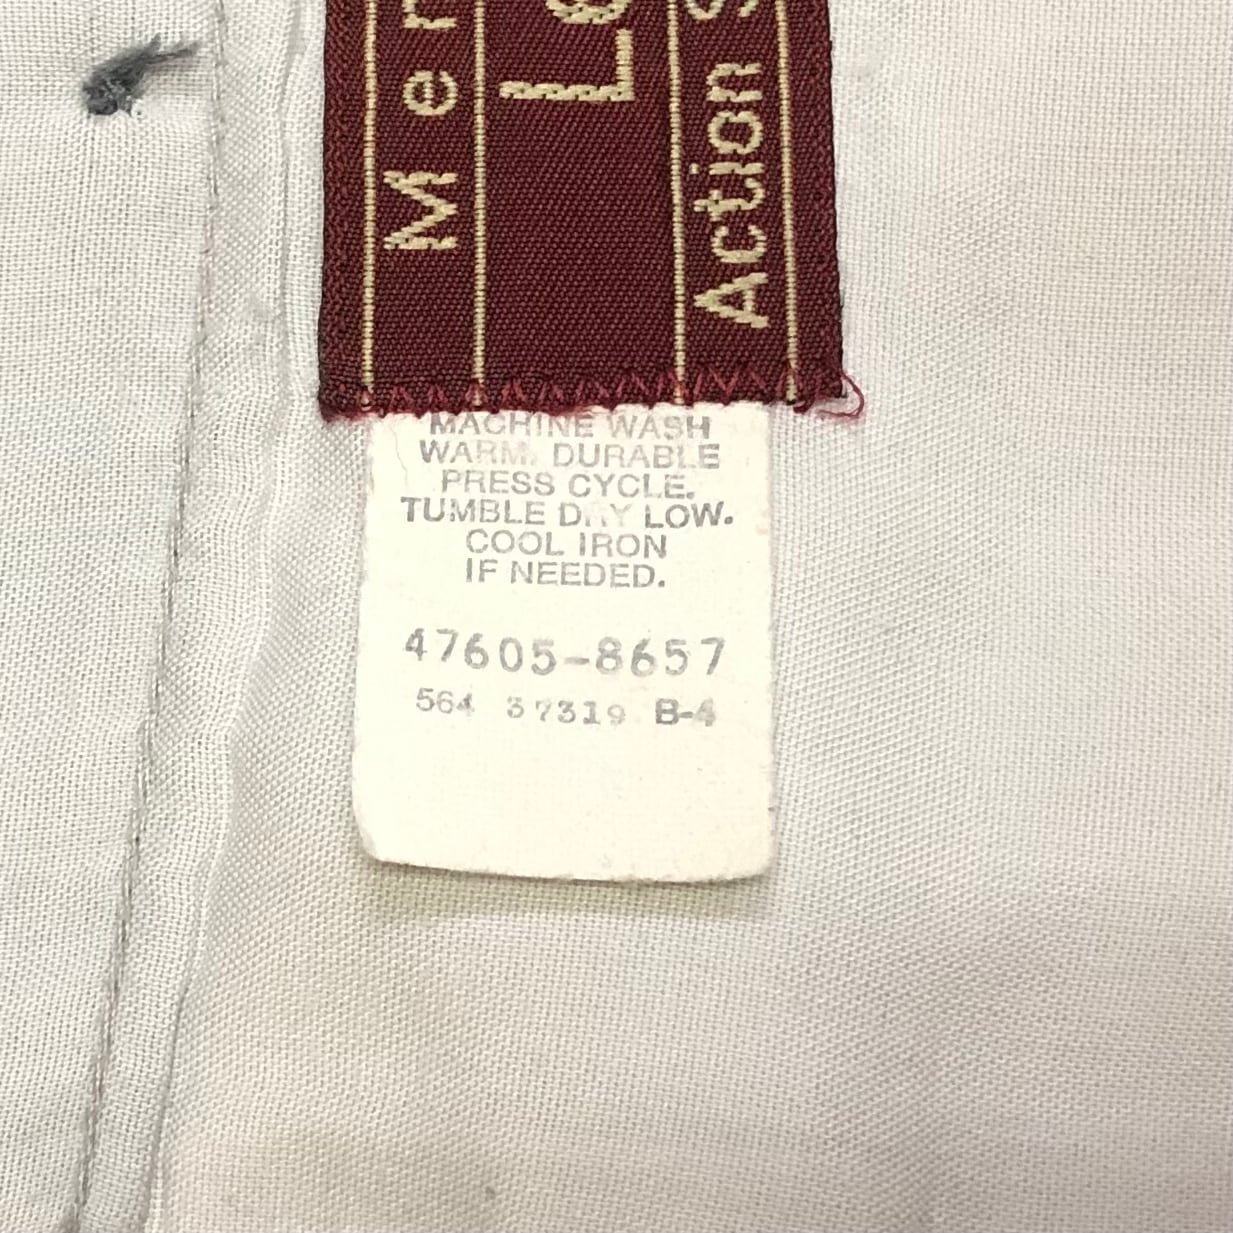 Action
MACHINE WASH
WARM. DURABLE
PRESS CYCLE.
TUMBLE DRY LOW.
COOL IRON
IF NEEDED.
47605-8657
564 37319 B-4